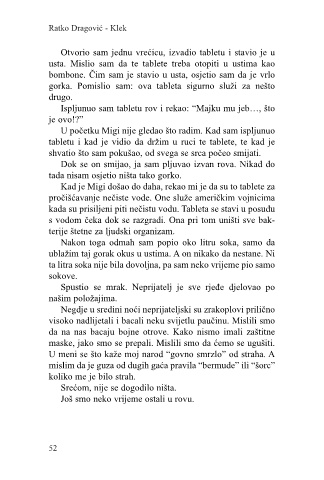 Ratko Dragović - Klek
Otvorio sam jednu vrećicu, izvadio tabletu i stavio je u
usta. Mislio sam da te tablete treba otopiti u ustima kao
bombone. Čim sam je stavio u usta, osjetio sam da je vrlo
gorka. Pomislio sam: ova tableta sigurno služi za nešto
drugo.
Ispljunuo sam tabletu rov i rekao: “Majku mu jeb…, što
je ovo!?”
U početku Migi nije gledao što radim. Kad sam ispljunuo
tabletu i kad je vidio da držim u ruci te tablete, te kad je
shvatio što sam pokušao, od svega se srca počeo smijati.
Dok se on smijao, ja sam pljuvao izvan rova. Nikad do
tada nisam osjetio ništa tako gorko.
Kad je Migi došao do daha, rekao mi je da su to tablete za
pročišćavanje nečiste vode. One služe američkim vojnicima
kada su prisiljeni piti nečistu vodu. Tableta se stavi u posudu
s vodom čeka dok se razgradi. Ona pri tom uništi sve bak-
terije štetne za ljudski organizam.
Nakon toga odmah sam popio oko litru soka, samo da
ublažim taj gorak okus u ustima. A on nikako da nestane. Ni
ta litra soka nije bila dovoljna, pa sam neko vrijeme pio samo
sokove.
Spustio se mrak. Neprijatelj je sve rjeđe djelovao po
našim položajima.
Negdje u sredini noći neprijateljski su zrakoplovi prilično
visoko nadlijetali i bacali neku svijetlu paučinu. Mislili smo
da na nas bacaju bojne otrove. Kako nismo imali zaštitne
maske, jako smo se prepali. Mislili smo da ćemo se ugušiti.
U meni se što kaže moj narod “govno smrzlo” od straha. A
mislim da je guza od dugih gaća pravila “bermude” ili “šorc”
koliko me je bilo strah.
Srećom, nije se dogodilo ništa.
Još smo neko vrijeme ostali u rovu.
52